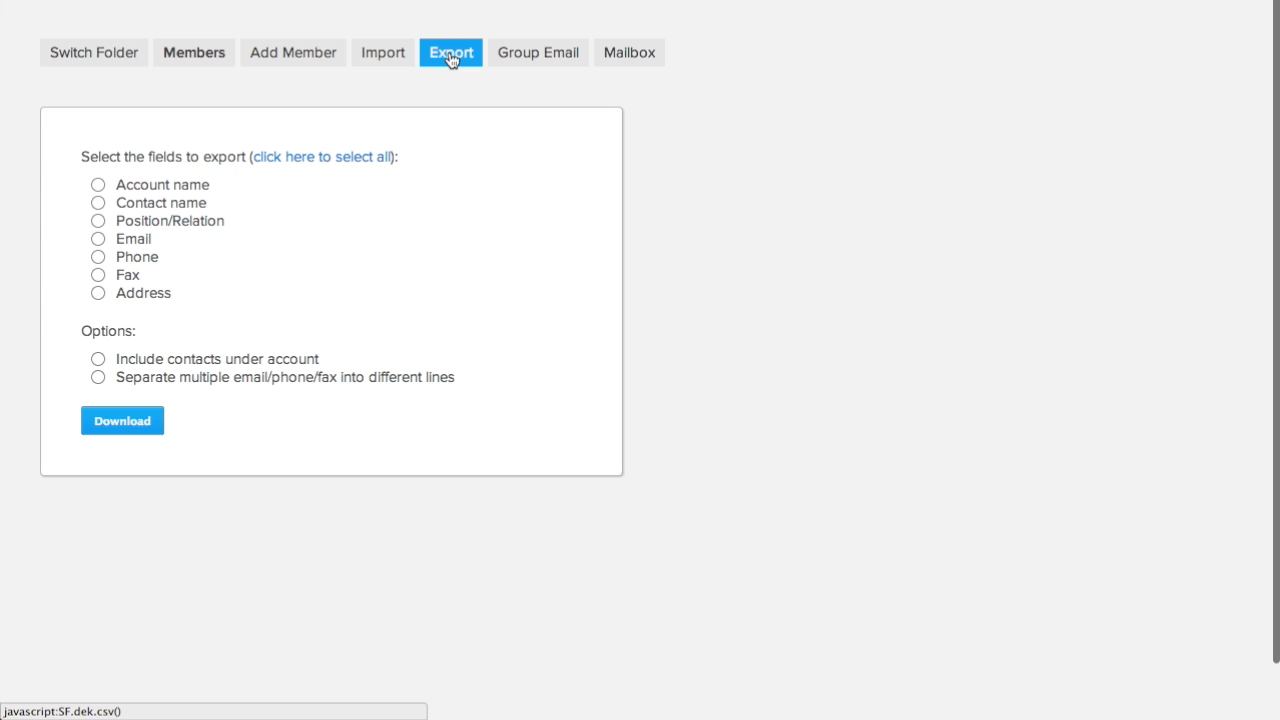 Switch Folder Members Add Member Import Export Group Email Mailbox
Select the fields to export (click here to select all):
Account name
Contact name
Position/Relation
Email
Phone
Fax
Address
Options:
Include contacts under account
Separate multiple email/phone/fax into different lines
Download
javascript:SF.dek.csv()